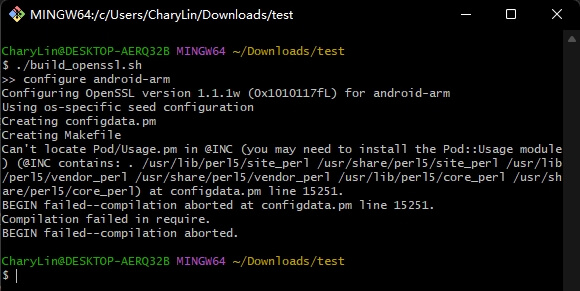 MINGW64:/c/Users/CharyLin/Downloads/test
CharyLin@DESKTOP-AERQ32B MINGW64 ~/Downloads/test
$ ./build_openssl.sh
>> configure android-arm
Configuring OpenSSL version 1.1.1w (0x1010117fL) for android-arm
Using os-specific seed configuration
Creating configdata.pm
Creating Makefile
Can't locate Pod/Usage.pm in @INC (you may need to install the Pod::Usage module
) (@INC contains: . /usr/lib/perl5/site_perl /usr/share/perl5/site_perl /usr/lib
/perl5/vendor_perl /usr/share/perl5/vendor_perl /usr/lib/perl5/core_perl /usr/sh
are/perl5/core_perl) at configdata.pm line 15251.
BEGIN failed--compilation aborted at configdata.pm line 15251.
Compilation failed in require.
BEGIN failed--compilation aborted.
CharyLin@DESKTOP-AERQ32B MINGW64 ~/Downloads/test
$